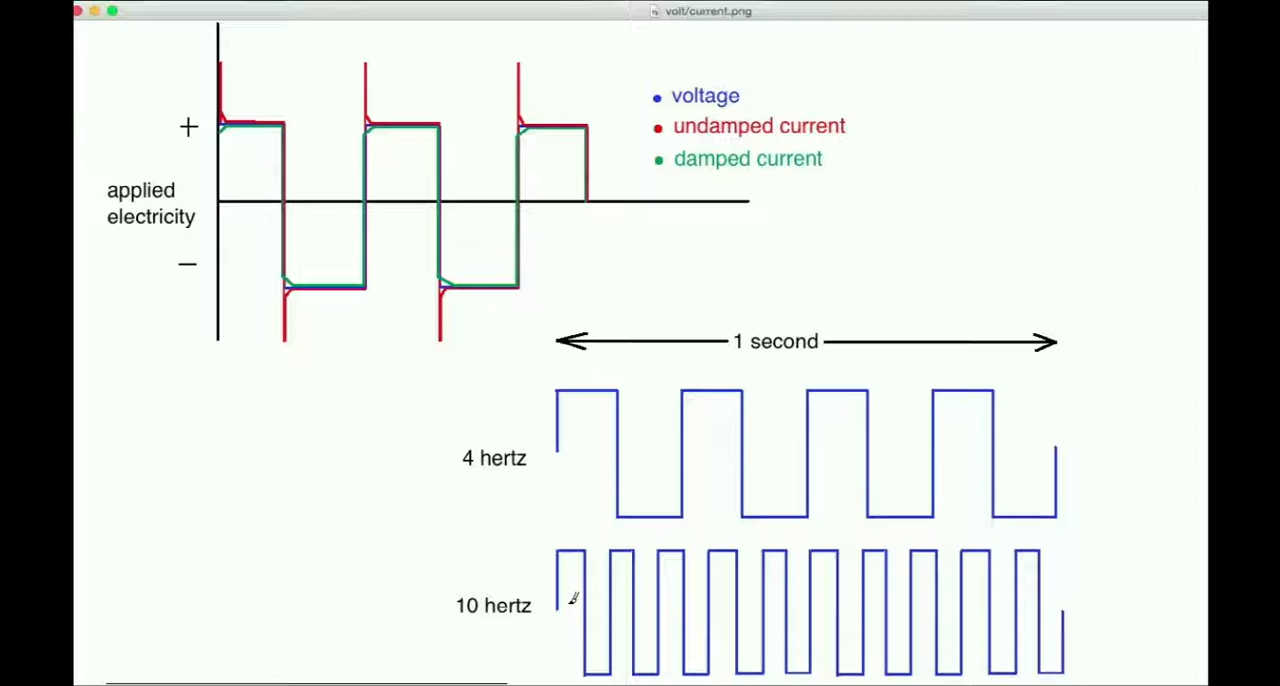 volt/current.png
voltage
undamped current
damped current
+
applied
electricity
−
1 second
4 hertz
10 hertz